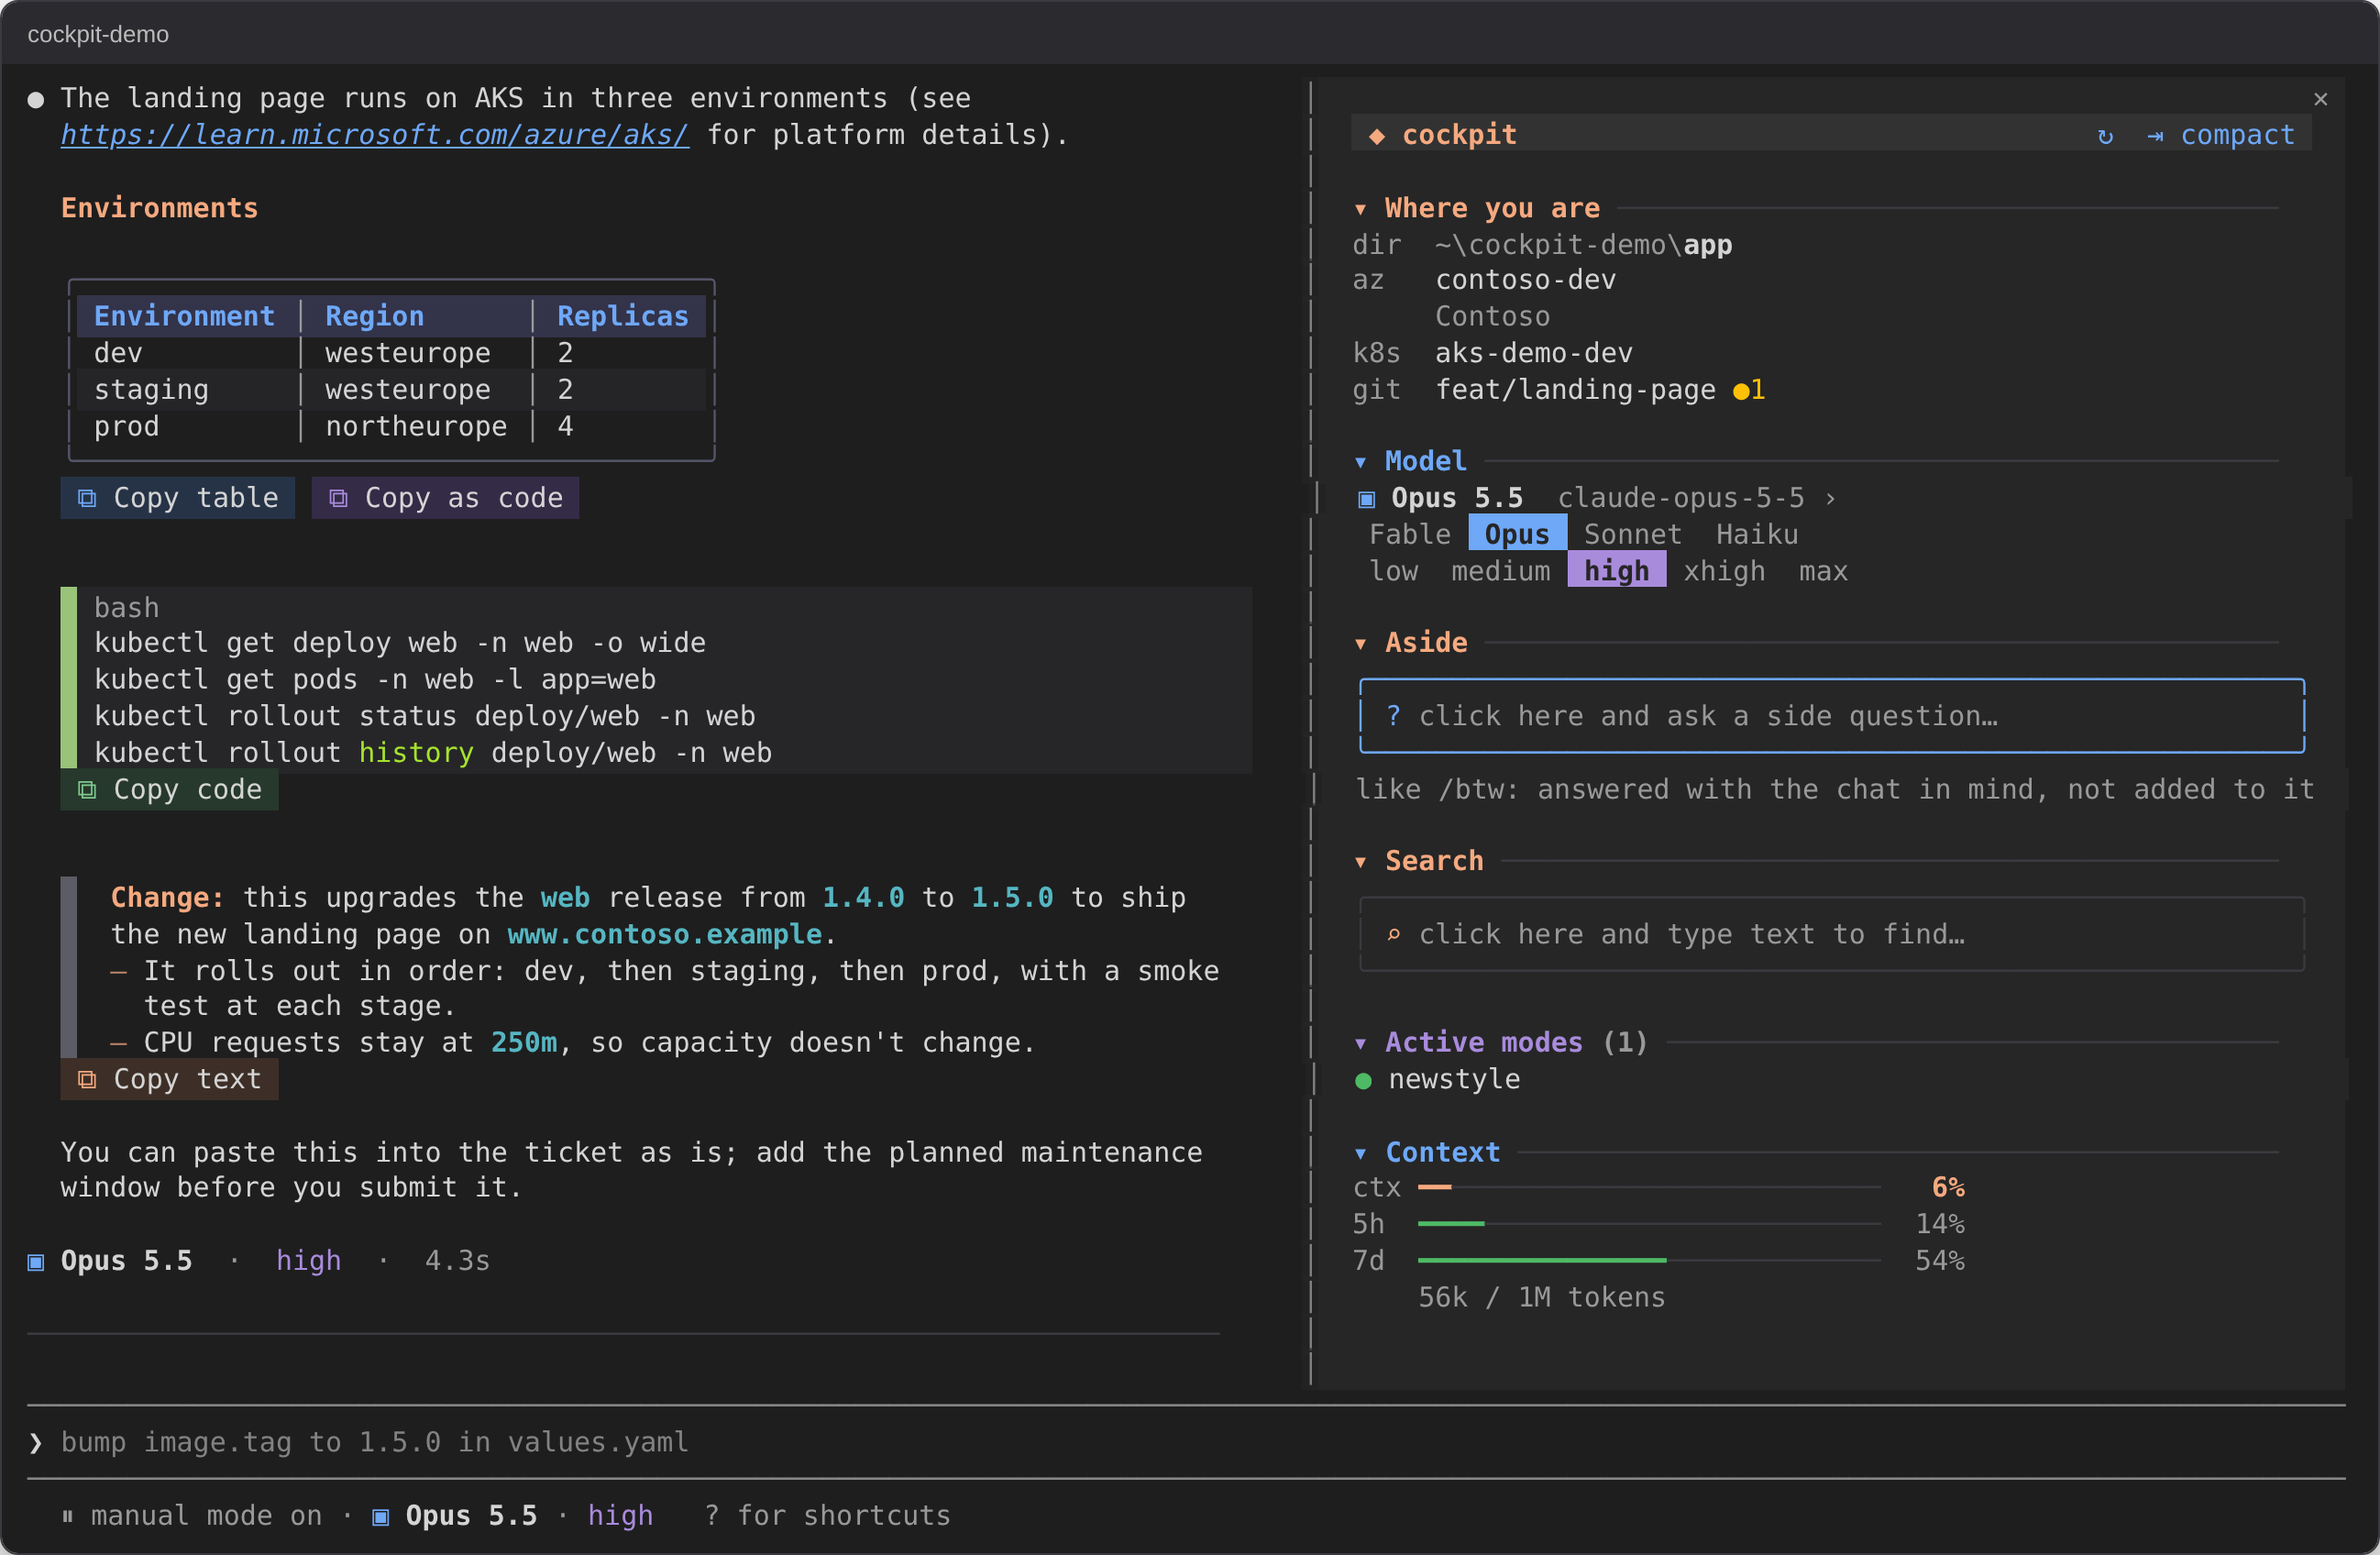 cockpit-demo
● The landing page runs on AKS in three environments (see
https://learn.microsoft.com/azure/aks/ for platform details).
Environments
Environment │ Region │ Replicas
dev │ westeurope │ 2
staging │ westeurope │ 2
prod │ northeurope │ 4
⧉ Copy table ⧉ Copy as code
bash
kubectl get deploy web -n web -o wide
kubectl get pods -n web -l app=web
kubectl rollout status deploy/web -n web
kubectl rollout history deploy/web -n web
⧉ Copy code
Change: this upgrades the web release from 1.4.0 to 1.5.0 to ship
the new landing page on www.contoso.example.
– It rolls out in order: dev, then staging, then prod, with a smoke
test at each stage.
– CPU requests stay at 250m, so capacity doesn't change.
⧉ Copy text
You can paste this into the ticket as is; add the planned maintenance
window before you submit it.
▣ Opus 5.5 · high · 4.3s
×
◆ cockpit ↻ ⇥ compact
▾ Where you are
dir ~\cockpit-demo\app
az contoso-dev
Contoso
k8s aks-demo-dev
git feat/landing-page ●1
▾ Model
▣ Opus 5.5 claude-opus-5-5 ›
Fable Opus Sonnet Haiku
low medium high xhigh max
▾ Aside
? click here and ask a side question…
like /btw: answered with the chat in mind, not added to it
▾ Search
⌕ click here and type text to find…
▾ Active modes (1)
● newstyle
▾ Context
ctx 6%
5h 14%
7d 54%
56k / 1M tokens
❯ bump image.tag to 1.5.0 in values.yaml
⏸ manual mode on · ▣ Opus 5.5 · high ? for shortcuts